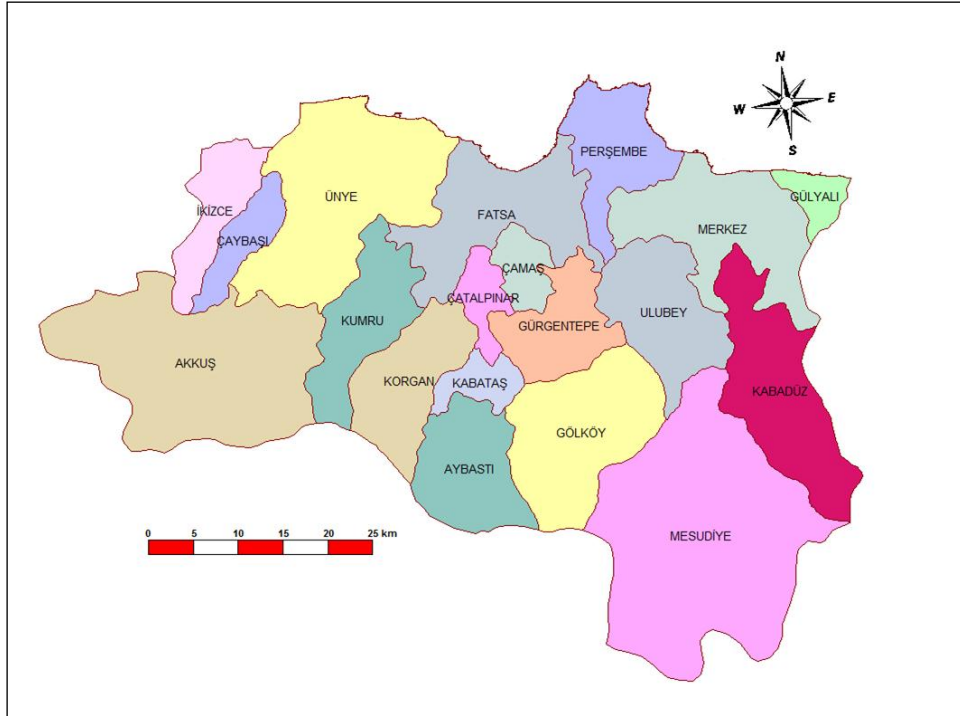 N
W
E
S
PERŞEMBE
İKİZCE
ÜNYE
GÜLYALI
FATSA
MERKEZ
ÇAYBAŞI
ÇAMAŞ
ÇATALPINAR
ULUBEY
KUMRU
GÜRGENTEPE
AKKUŞ
KORGAN
KABATAŞ
KABADÜZ
GÖLKÖY
AYBASTI
0 5 10 15 20 25 km
MESUDİYE